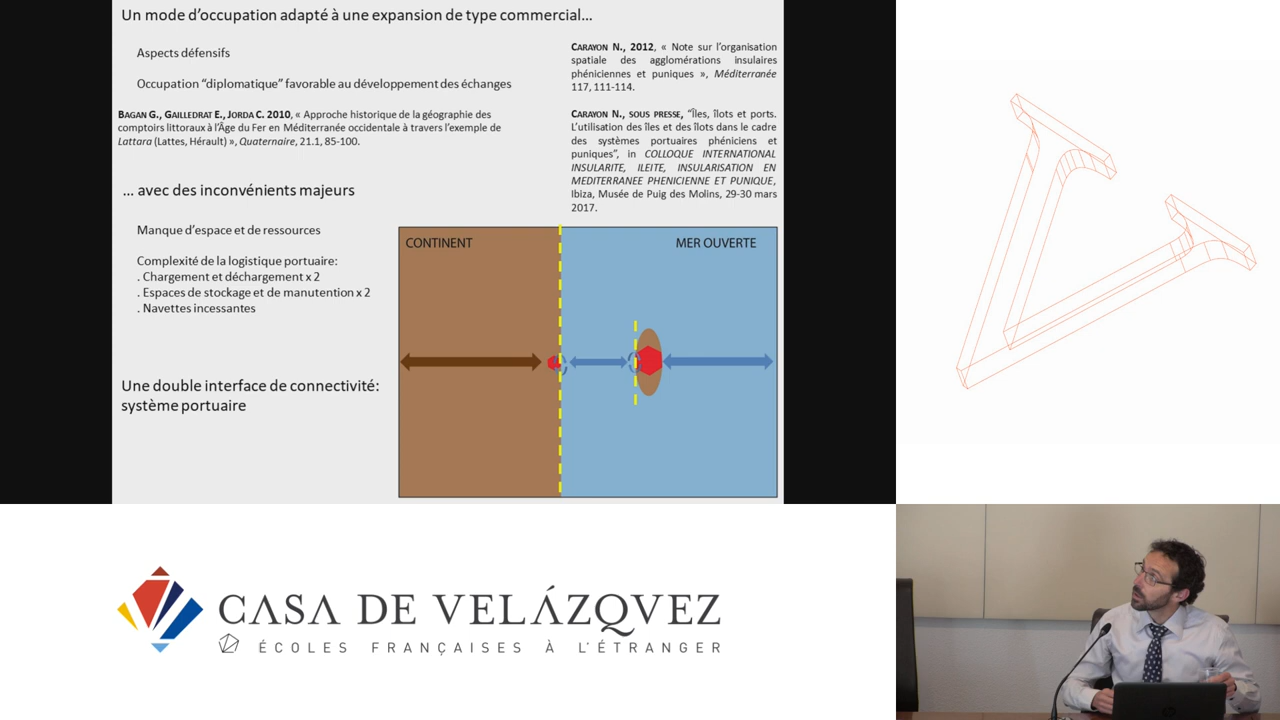 Un mode d’occupation adapté à une expansion de type commercial…
Aspects défensifs
Occupation “diplomatique” favorable au développement des échanges
BAGAN G., GAILLEDRAT E., JORDA C. 2010, « Approche historique de la géographie des
comptoirs littoraux à l’Âge du Fer en Méditerranée occidentale à travers l’exemple de
Lattara (Lattes, Hérault) », Quaternaire, 21.1, 85-100.
CARAYON N., 2012, « Note sur l’organisation
spatiale des agglomérations insulaires
phéniciennes et puniques », Méditerranée
117, 111-114.
CARAYON N., SOUS PRESSE, “Îles, îlots et ports.
L’utilisation des îles et des îlots dans le cadre
des systèmes portuaires phéniciens et
puniques”, in COLLOQUE INTERNATIONAL
INSULARITE, ILEITE, INSULARISATION EN
MEDITERRANEE PHENICIENNE ET PUNIQUE,
Ibiza, Musée de Puig des Molins, 29-30 mars
2017.
… avec des inconvénients majeurs
Manque d’espace et de ressources
Complexité de la logistique portuaire:
. Chargement et déchargement x 2
. Espaces de stockage et de manutention x 2
. Navettes incessantes
Une double interface de connectivité:
système portuaire
CONTINENT
MER OUVERTE
CASA DE VELÁZQVEZ
ÉCOLES FRANÇAISES À L’ÉTRANGER